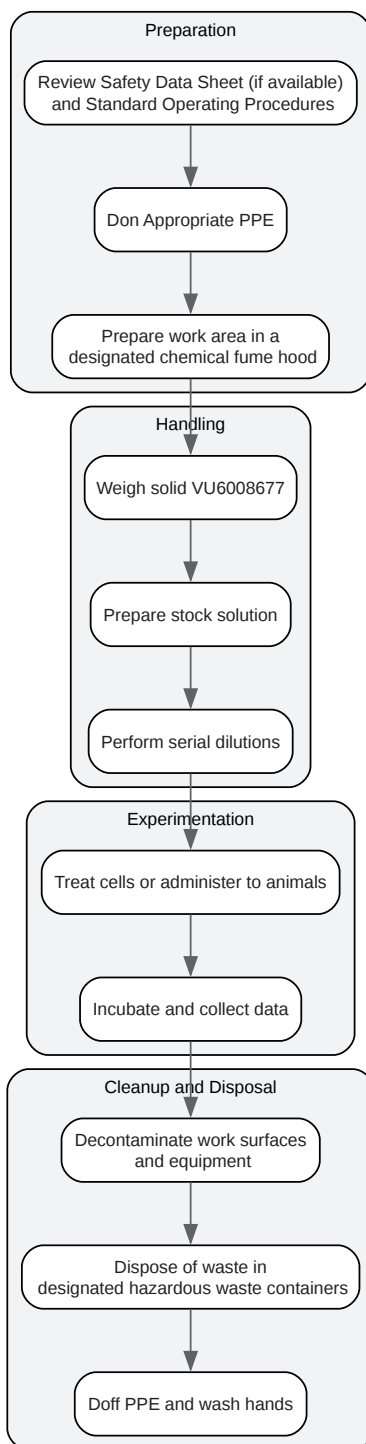 Preparation
Review Safety Data Sheet (if available)
and Standard Operating Procedures
Don Appropriate PPE
Prepare work area in a
designated chemical fume hood
Handling
Weigh solid VU6008677
Prepare stock solution
Perform serial dilutions
Experimentation
Treat cells or administer to animals
Incubate and collect data
Cleanup and Disposal
Decontaminate work surfaces
and equipment
Dispose of waste in
designated hazardous waste containers
Doff PPE and wash hands